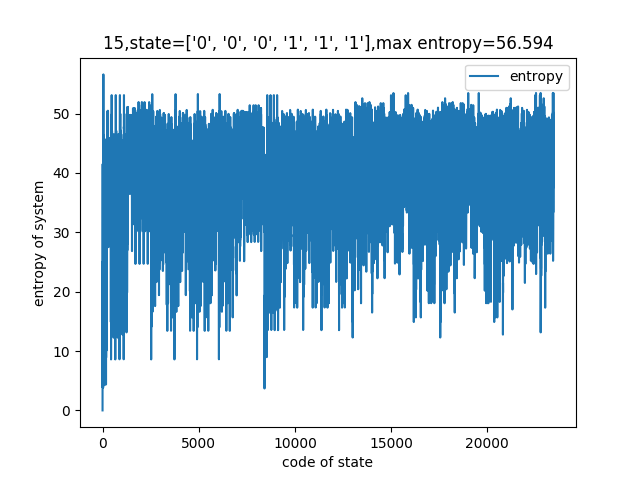 15,state=['0', '0', '0', '1', '1', '1'],max entropy=56.594
entropy
50
40
30
20
10
0
entropy of system
0 5000 10000 15000 20000
code of state